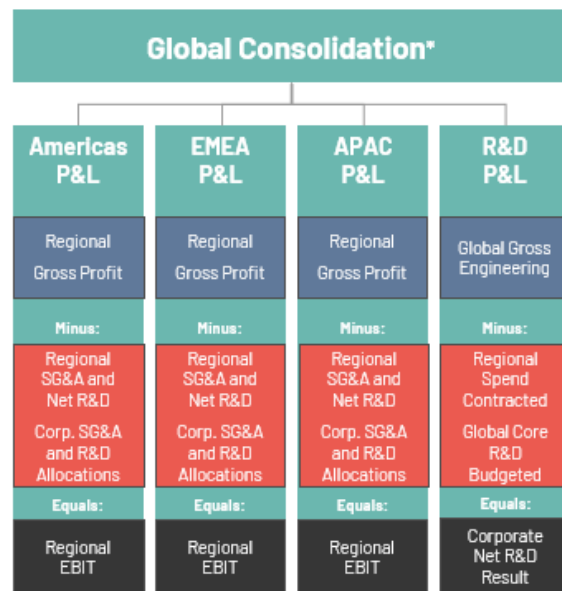 Global Consolidation*
Americas
P&L
Regional
Gross Profit
Minus:
Regional
SG&A and
Net R&D
Corp. SG&A
and R&D
Allocations
Equals:
Regional
EBIT
EMEA
P&L
Regional
Gross Profit
Minus:
Regional
SG&A and
Net R&D
Corp. SG&A
and R&D
Allocations
Equals:
Regional
EBIT
APAC
P&L
Regional
Gross Profit
Minus:
Regional
SG&A and
Net R&D
Corp. SG&A
and R&D
Allocations
Equals:
Regional
EBIT
R&D
P&L
Global Gross
Engineering
Minus:
Regional
Spend
Contracted
Global Core
R&D
Budgeted
Equals:
Corporate
Net R&D
Result